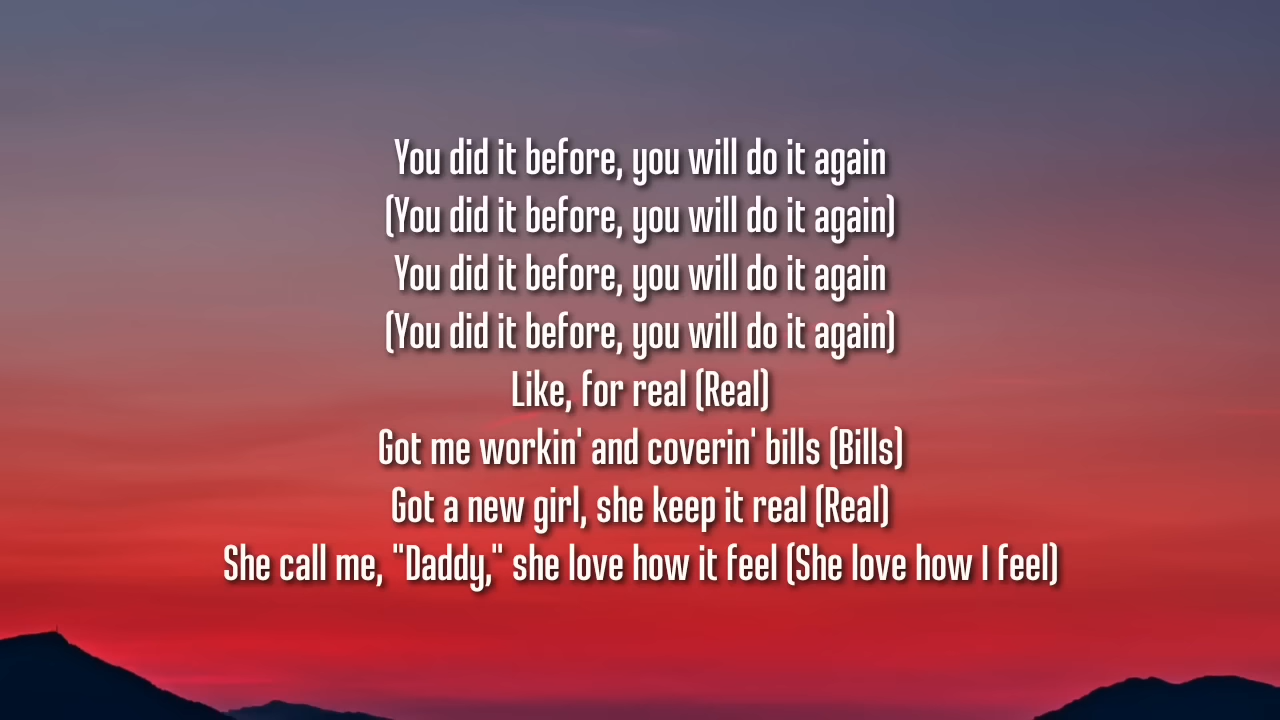 You did it before, you will do it again
(You did it before, you will do it again)
You did it before, you will do it again
(You did it before, you will do it again)
Like, for real (Real)
Got me workin' and coverin' bills (Bills)
Got a new girl, she keep it real (Real)
She call me, "Daddy," she love how it feel (She love how I feel)